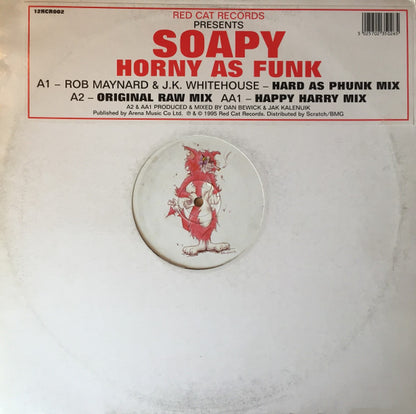 12RCR002
RED CAT RECORDS
PRESENTS
SOAPY
HORNY AS FUNK
A1 – ROB MAYNARD & J.K. WHITEHOUSE – HARD AS PHUNK MIX
A2 – ORIGINAL RAW MIX AA1 – HAPPY HARRY MIX
A2 & AA1 PRODUCED & MIXED BY DAN BEWICK & JAK KALENUIK
Published by Arena Music Co Ltd. ℗ & © 1995 Red Cat Records. Distributed by Scratch/BMG